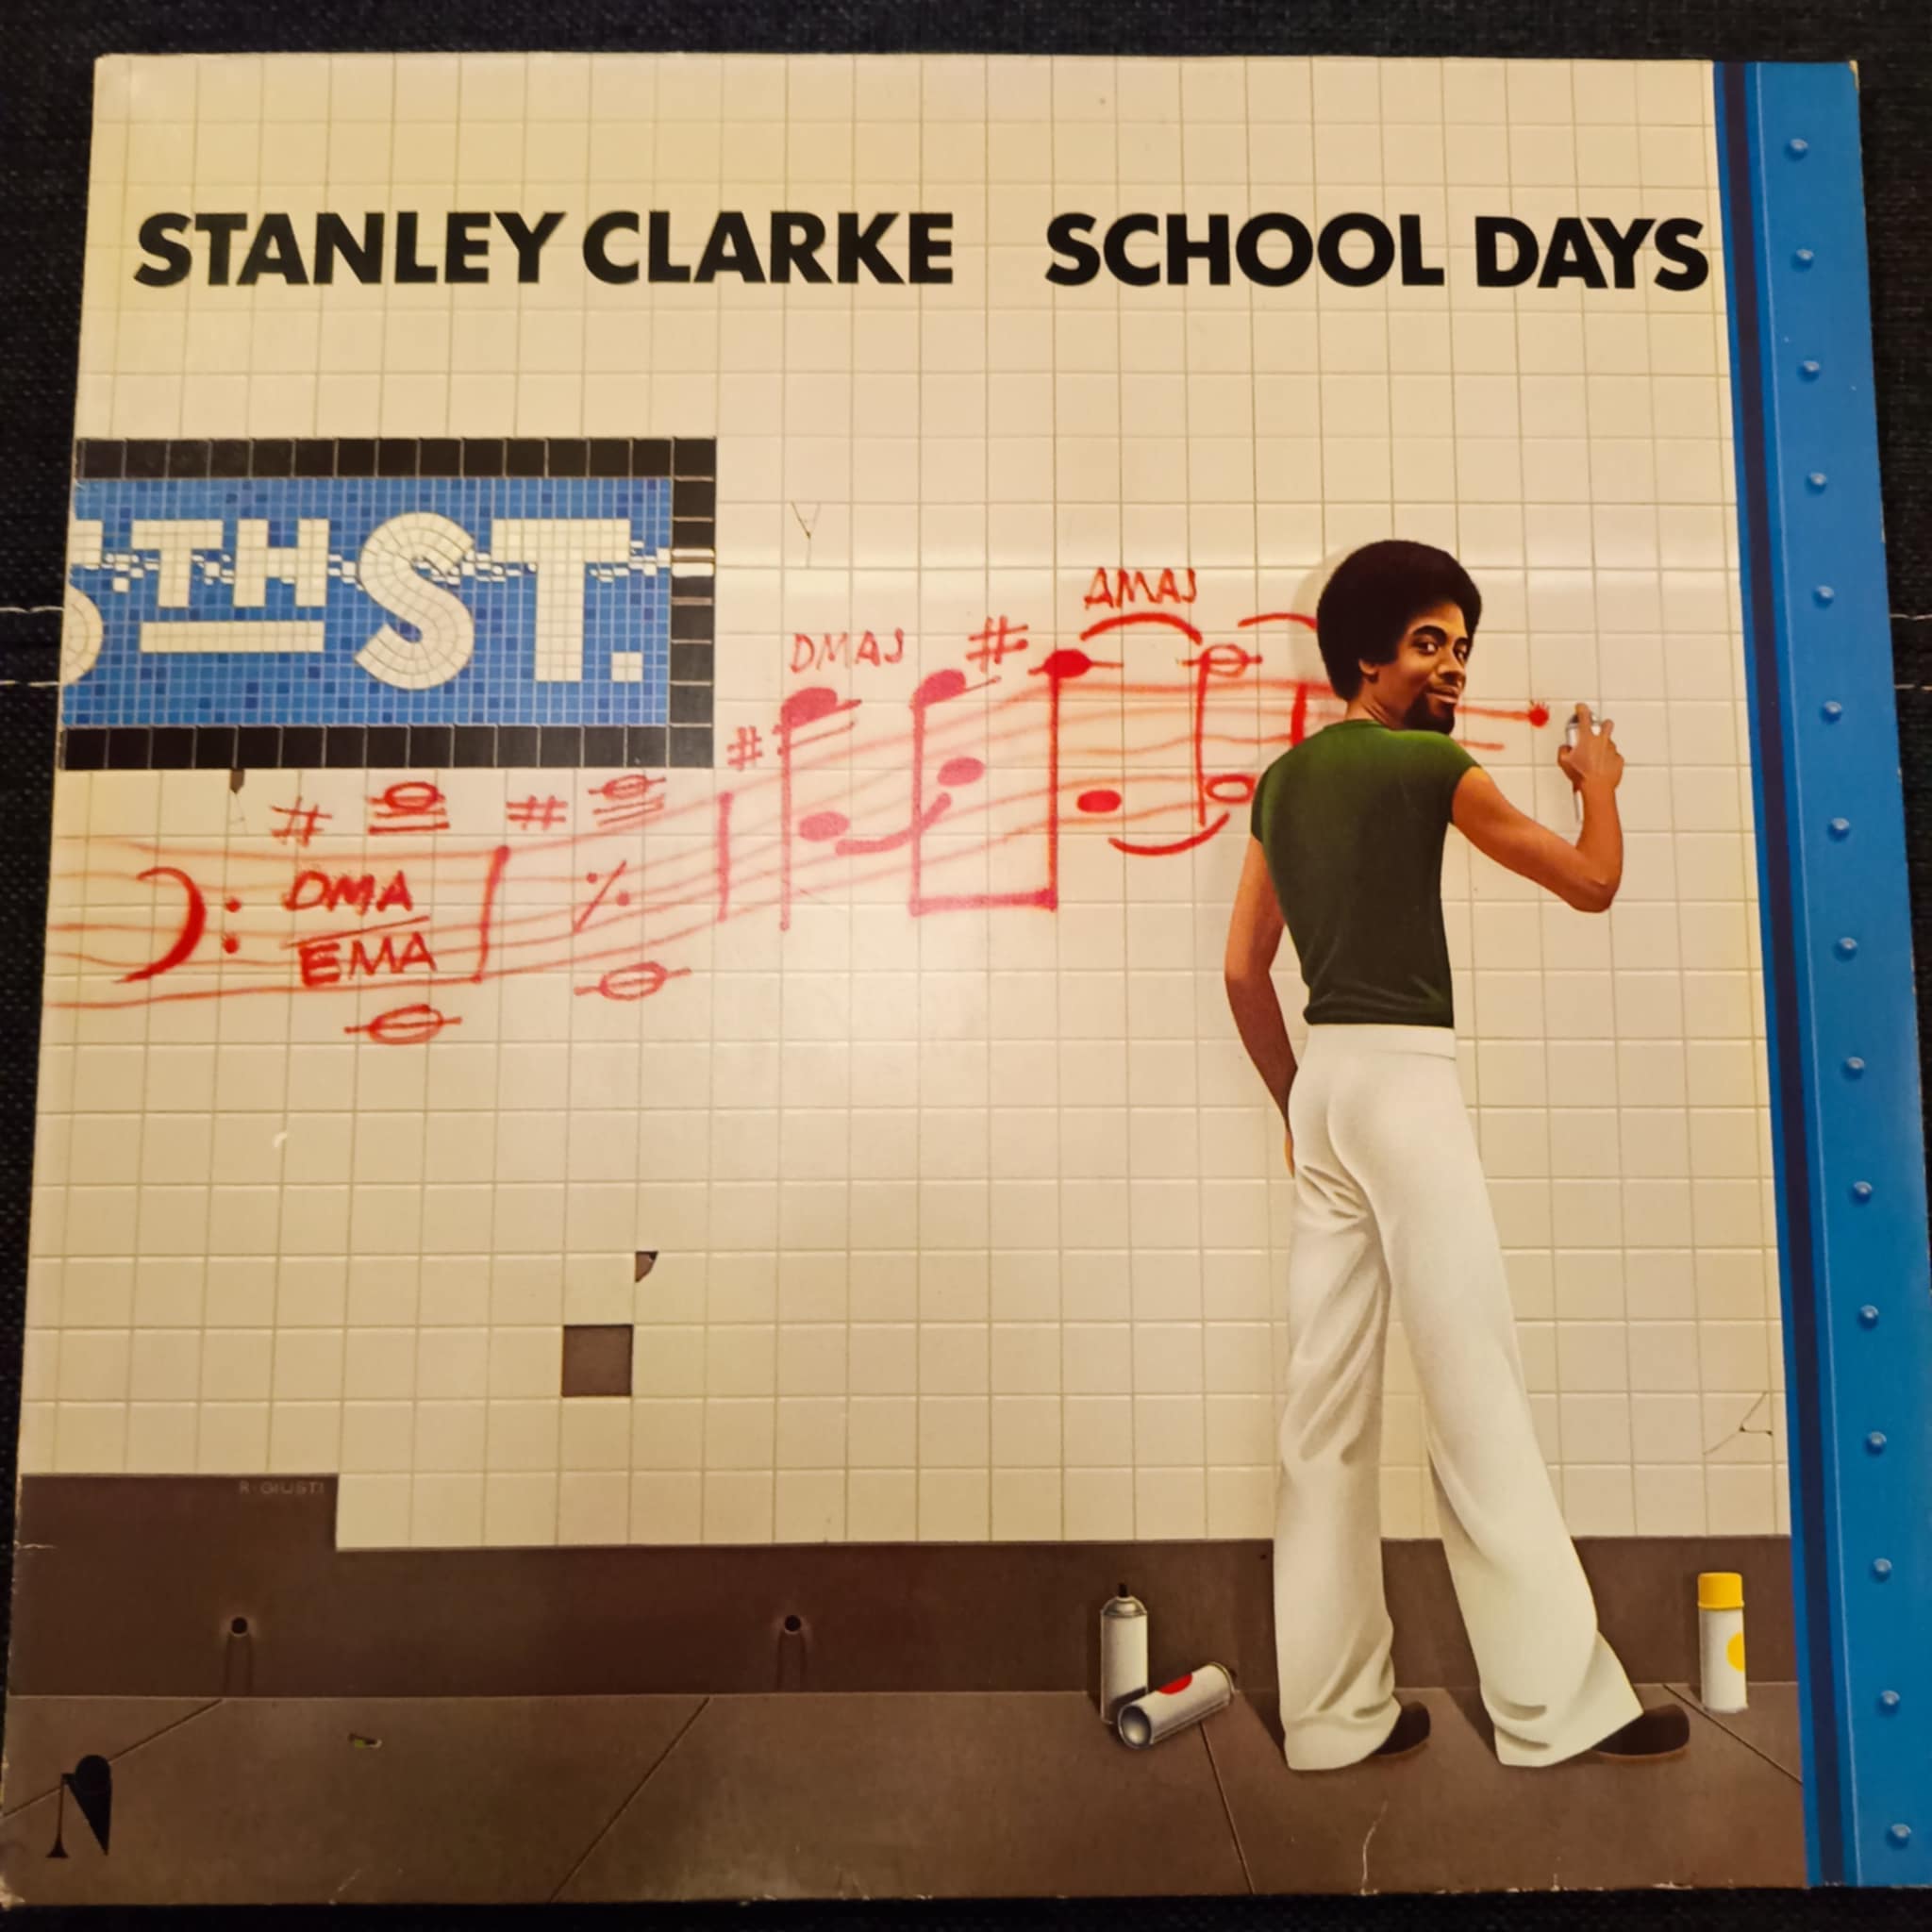 STANLEY CLARKE SCHOOL DAYS
TH ST.
AMAJ
DMAJ
DMA
EMA
R·GIUSTI
N